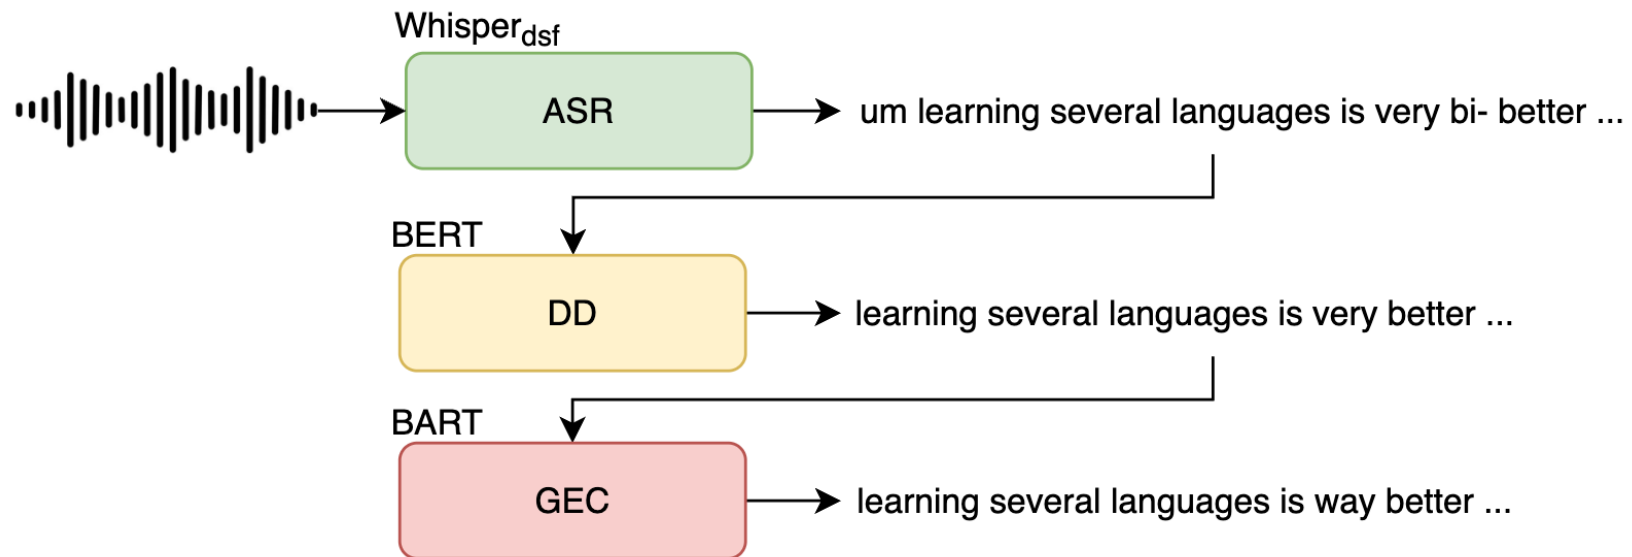 Whisperdsf
ASR
um learning several languages is very bi- better ...
BERT
DD
learning several languages is very better ...
BART
GEC
learning several languages is way better ...